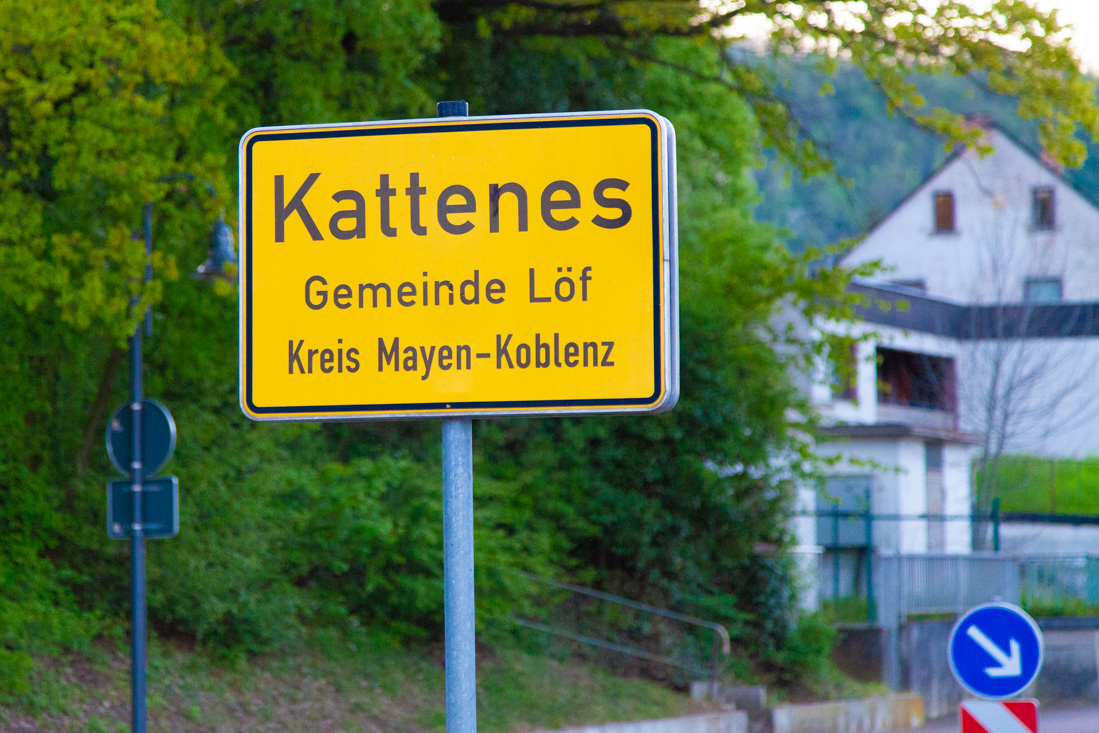 Kattenes
Gemeinde Löf
Kreis Mayen-Koblenz